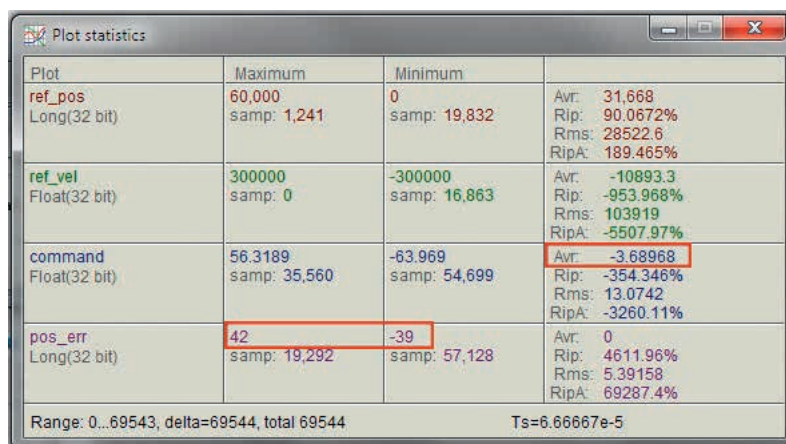 Plot statistics
Plot Maximum Minimum
ref_pos 60,000 0 Avr: 31,668
Long(32 bit) samp: 1,241 samp: 19,832 Rip: 90.0672%
Rms: 28522.6
RipA: 189.465%
ref_vel 300000 -300000 Avr: -10893.3
Float(32 bit) samp: 0 samp: 16,863 Rip: -953.968%
Rms: 103919
RipA: -5507.97%
command 56.3189 -63.969 Avr: -3.68968
Float(32 bit) samp: 35,560 samp: 54,699 Rip: -354.346%
Rms: 13.0742
RipA: -3260.11%
pos_err 42 -39 Avr: 0
Long(32 bit) samp: 19,292 samp: 57,128 Rip: 4611.96%
Rms: 5.39158
RipA: 69287.4%
Range: 0...69543, delta=69544, total 69544 Ts=6.66667e-5